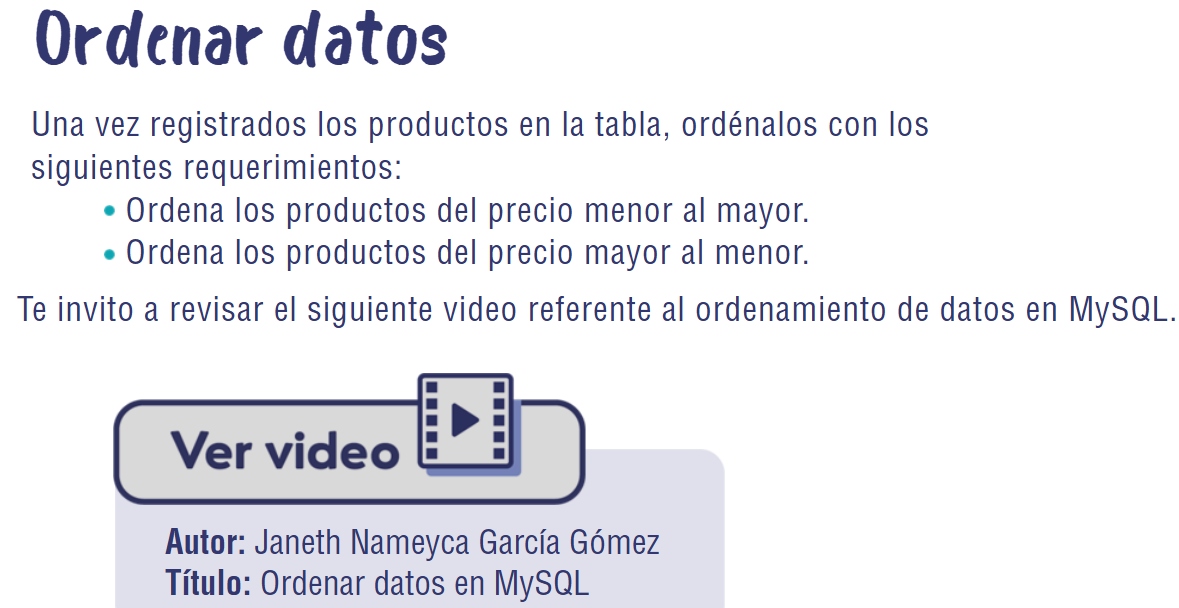 Ordenar datos
Una vez registrados los productos en la tabla, ordénalos con los
siguientes requerimientos:
• Ordena los productos del precio menor al mayor.
• Ordena los productos del precio mayor al menor.
Te invito a revisar el siguiente video referente al ordenamiento de datos en MySQL.
Ver video
Autor: Janeth Nameyca García Gómez
Título: Ordenar datos en MySQL